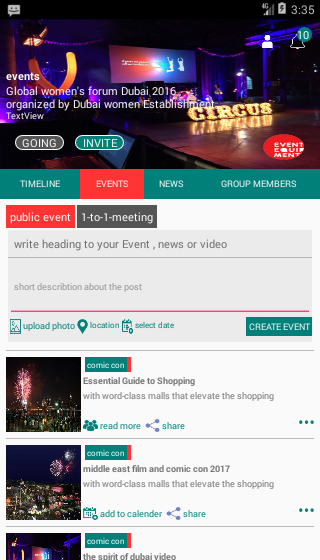 3:35
10
events
Global women's forum Dubai 2016
organized by Dubai women Establishment
TextView
CIRCUS
GOING
INVITE
EVENT
EQUIP
MENT
TIMELINE
EVENTS
NEWS
GROUP MEMBERS
public event
1-to-1-meeting
write heading to your Event , news or video
short describtion about the post
upload photo
location
select date
CREATE EVENT
comic con
Essential Guide to Shopping
with word-class malls that elevate the shopping
read more
share
comic con
middle east film and comic con 2017
with word-class malls that elevate the shopping
add to calender
share
comic con
the spirit of dubai video